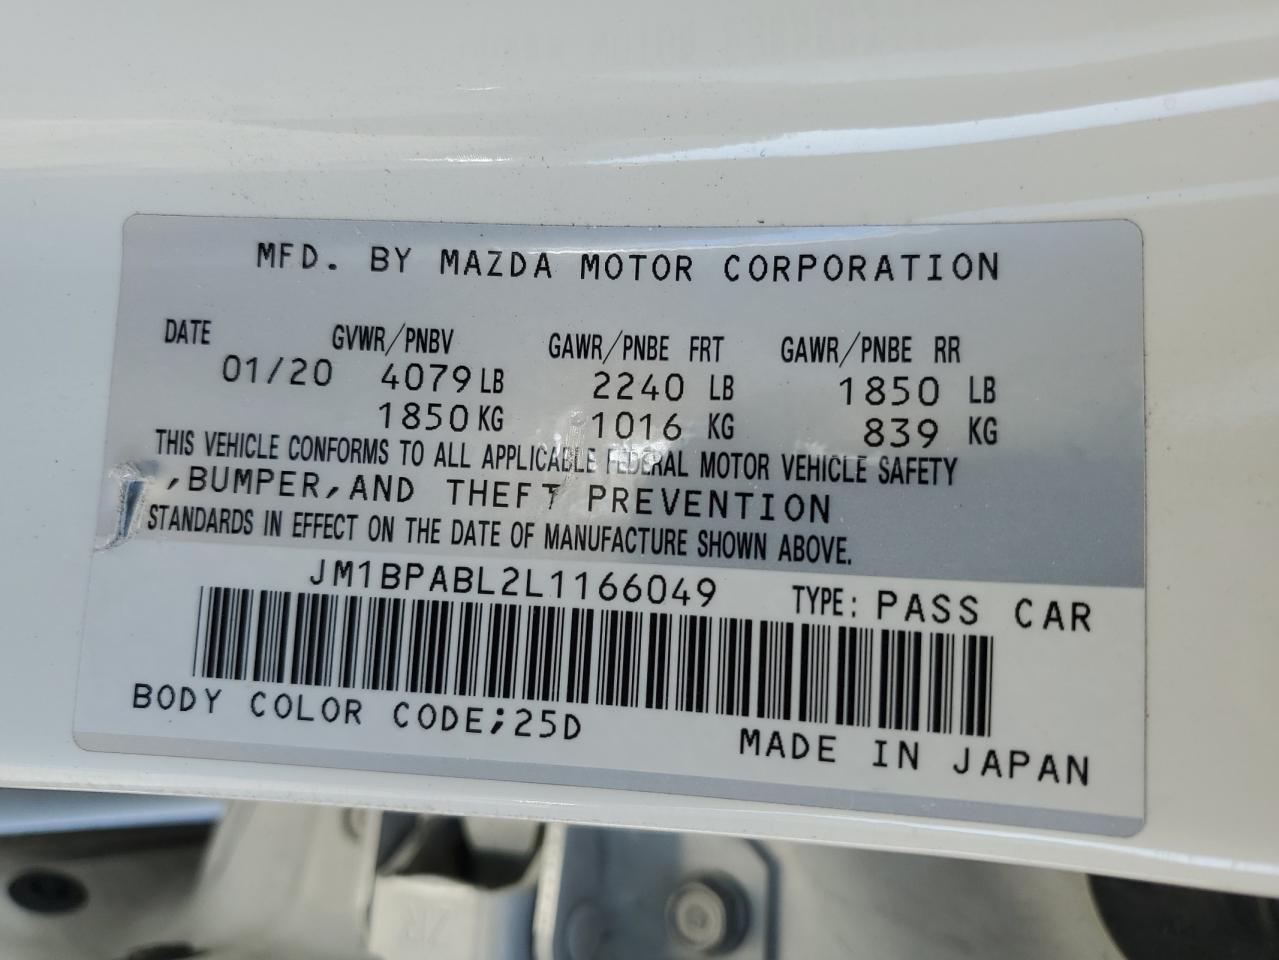 MFD. BY MAZDA MOTOR CORPORATION
DATE GVWR/PNBV GAWR/PNBE FRT GAWR/PNBE RR
01/20 4079 LB 2240 LB 1850 LB
1850 KG 1016 KG 839 KG
THIS VEHICLE CONFORMS TO ALL APPLICABLE FEDERAL MOTOR VEHICLE SAFETY
,BUMPER,AND THEFT PREVENTION
STANDARDS IN EFFECT ON THE DATE OF MANUFACTURE SHOWN ABOVE.
JM1BPABL2L1166049 TYPE: PASS CAR
BODY COLOR CODE;25D
MADE IN JAPAN